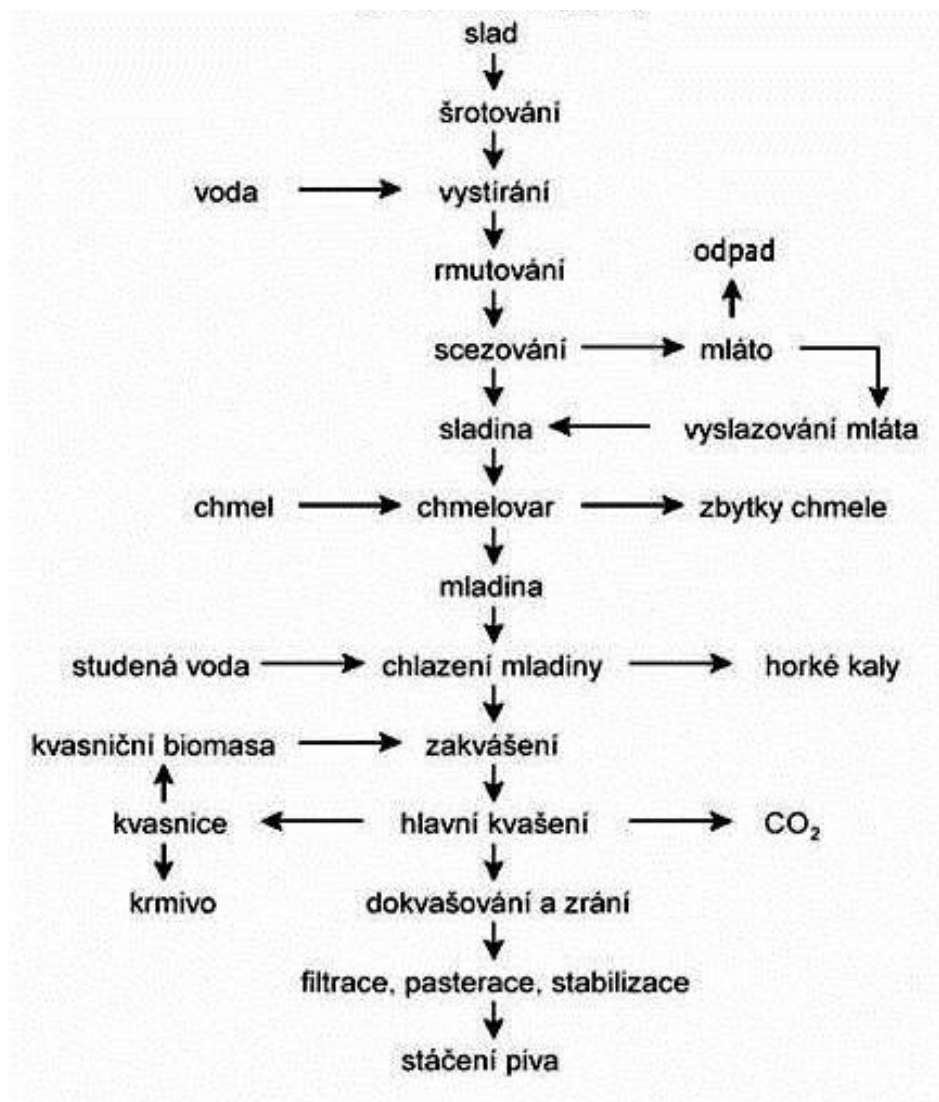 slad
šrotování
voda vystírání
rmutování
odpad
scezování mláto
sladina vyslazování mláta
chmel chmelovar zbytky chmele
mladina
studená voda chlazení mladiny horké kaly
kvasniční biomasa zakvášení
kvasnice hlavní kvašení CO₂
krmivo dokvašování a zrání
filtrace, pasterace, stabilizace
stáčení piva